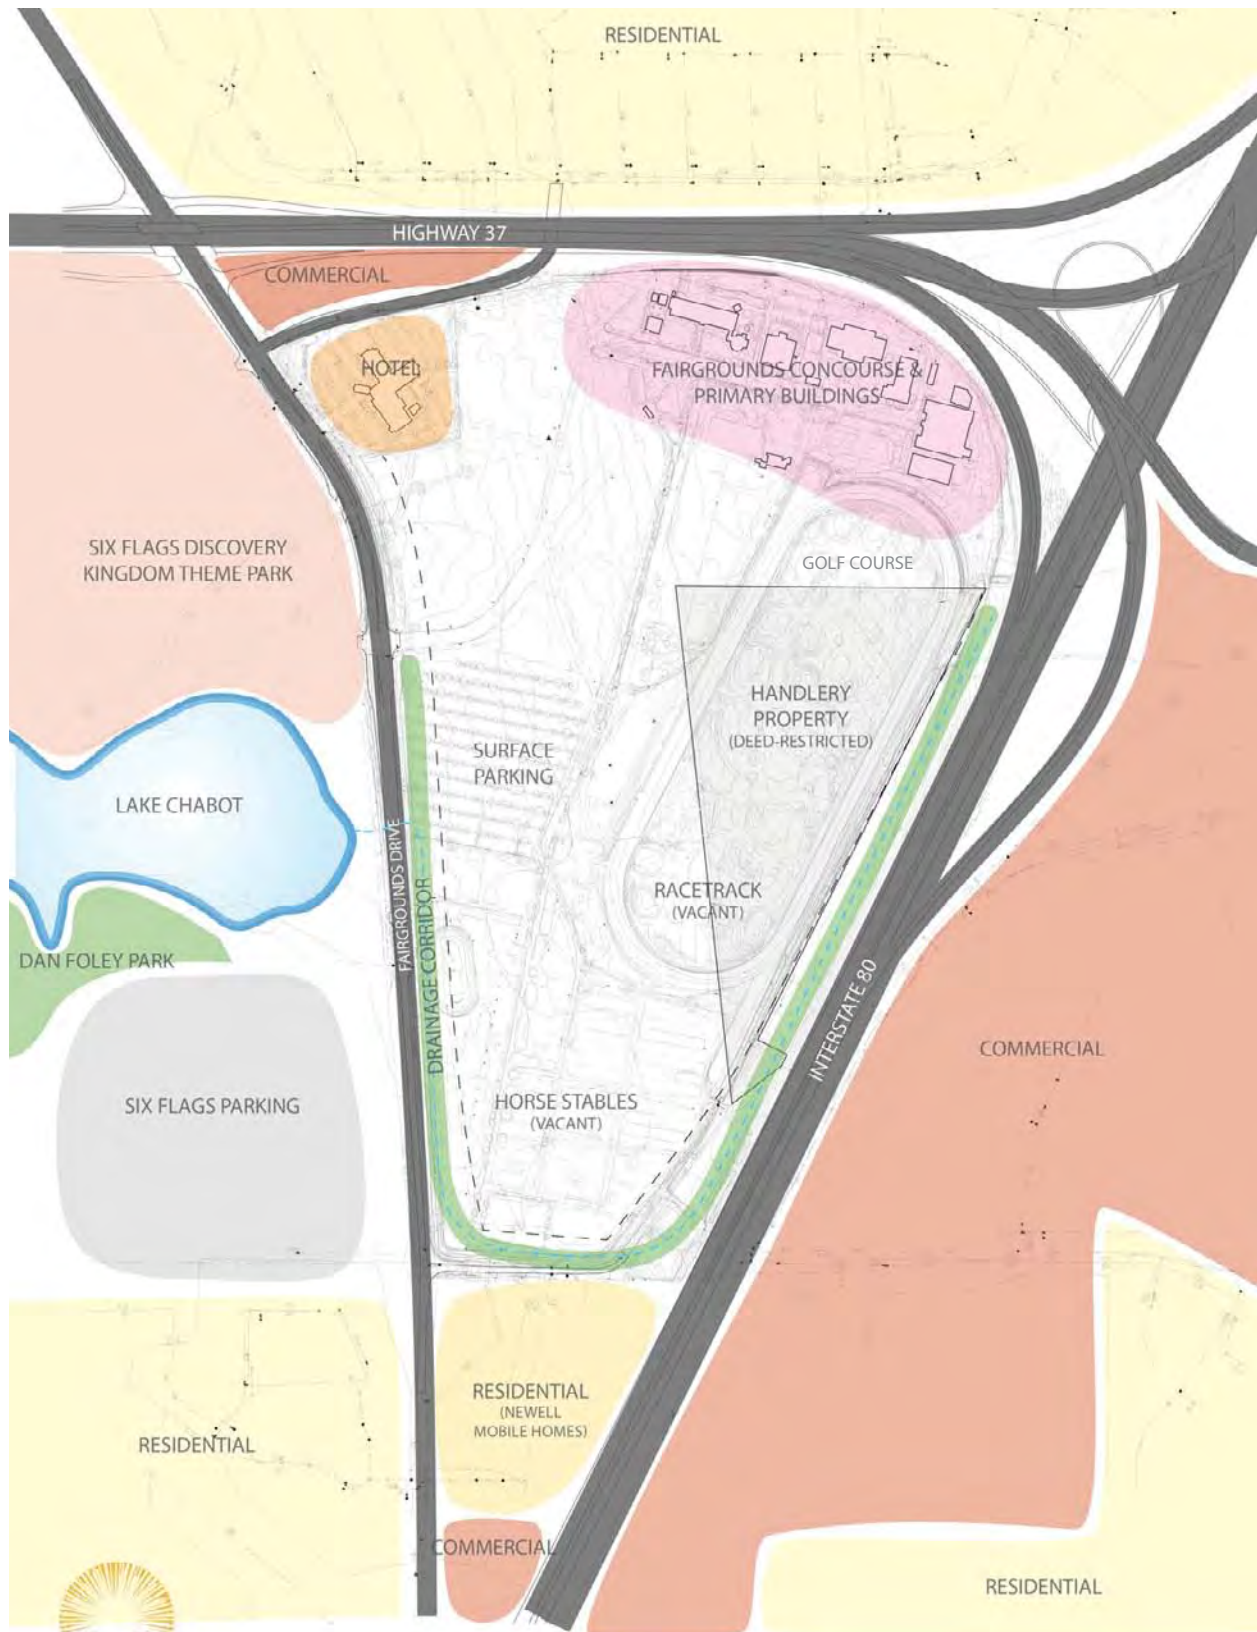 RESIDENTIAL
HIGHWAY 37
COMMERCIAL
HOTEL
FAIRGROUNDS CONCOURSE &
PRIMARY BUILDINGS
SIX FLAGS DISCOVERY
KINGDOM THEME PARK
GOLF COURSE
HANDLERY
PROPERTY
(DEED-RESTRICTED)
SURFACE
PARKING
LAKE CHABOT
FAIRGROUNDS DRIVE
DRAINAGE CORRIDOR
RACETRACK
(VACANT)
DAN FOLEY PARK
INTERSTATE 80
COMMERCIAL
SIX FLAGS PARKING
HORSE STABLES
(VACANT)
RESIDENTIAL
(NEWELL
MOBILE HOMES)
RESIDENTIAL
COMMERCIAL
RESIDENTIAL